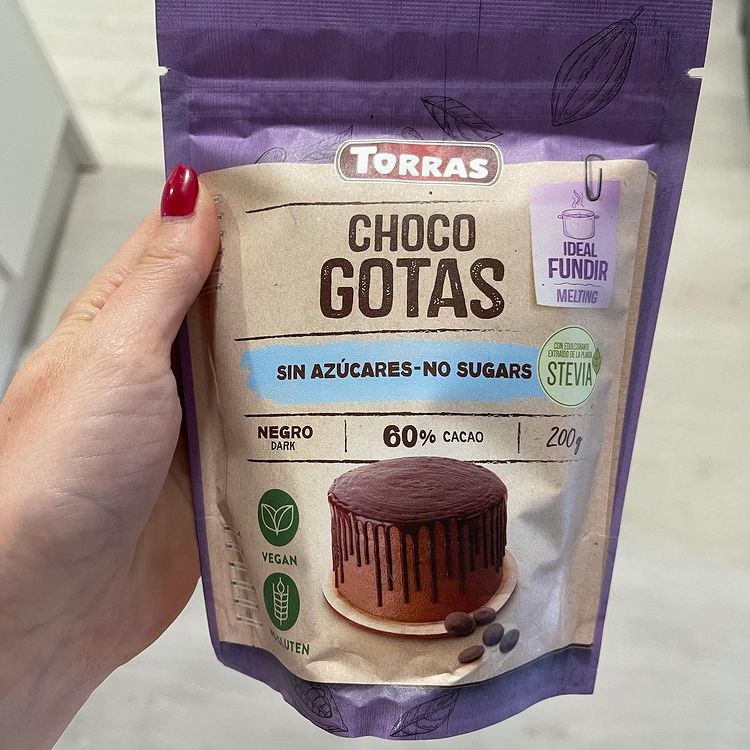 TORRAS
CHOCO
GOTAS
IDEAL
FUNDIR
MELTING
SIN AZÚCARES-NO SUGARS
CON EDULCORANTE
EXTRAÍDO DE LA PLANTA
STEVIA
NEGRO
DARK
60% CACAO
200g
VEGAN
GLUTEN